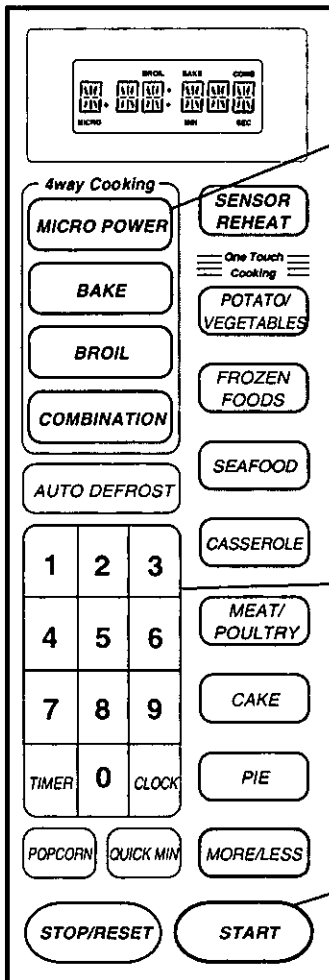 BROIL BAKE COMB
MICRO MIN SEC
4way Cooking
MICRO POWER
BAKE
BROIL
COMBINATION
AUTO DEFROST
1 2 3
4 5 6
7 8 9
TIMER 0 CLOCK
POPCORN QUICK MIN
STOP/RESET
SENSOR
REHEAT
One Touch
Cooking
POTATO/
VEGETABLES
FROZEN
FOODS
SEAFOOD
CASSEROLE
MEAT/
POULTRY
CAKE
PIE
MORE/LESS
START